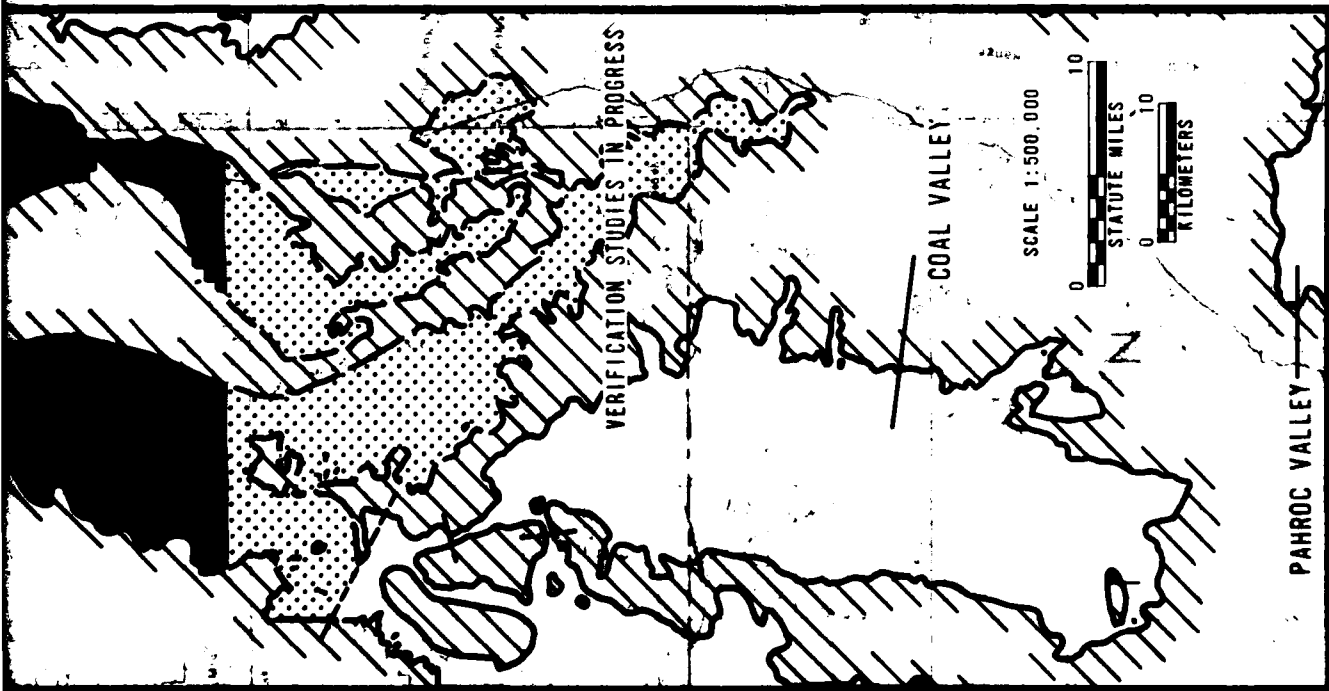 VERIFICATION STUDIES IN PROGRESS
COAL VALLEY
SCALE 1:500,000
0 10
STATUTE MILES
0 10
KILOMETERS
N
PAHROC VALLEY